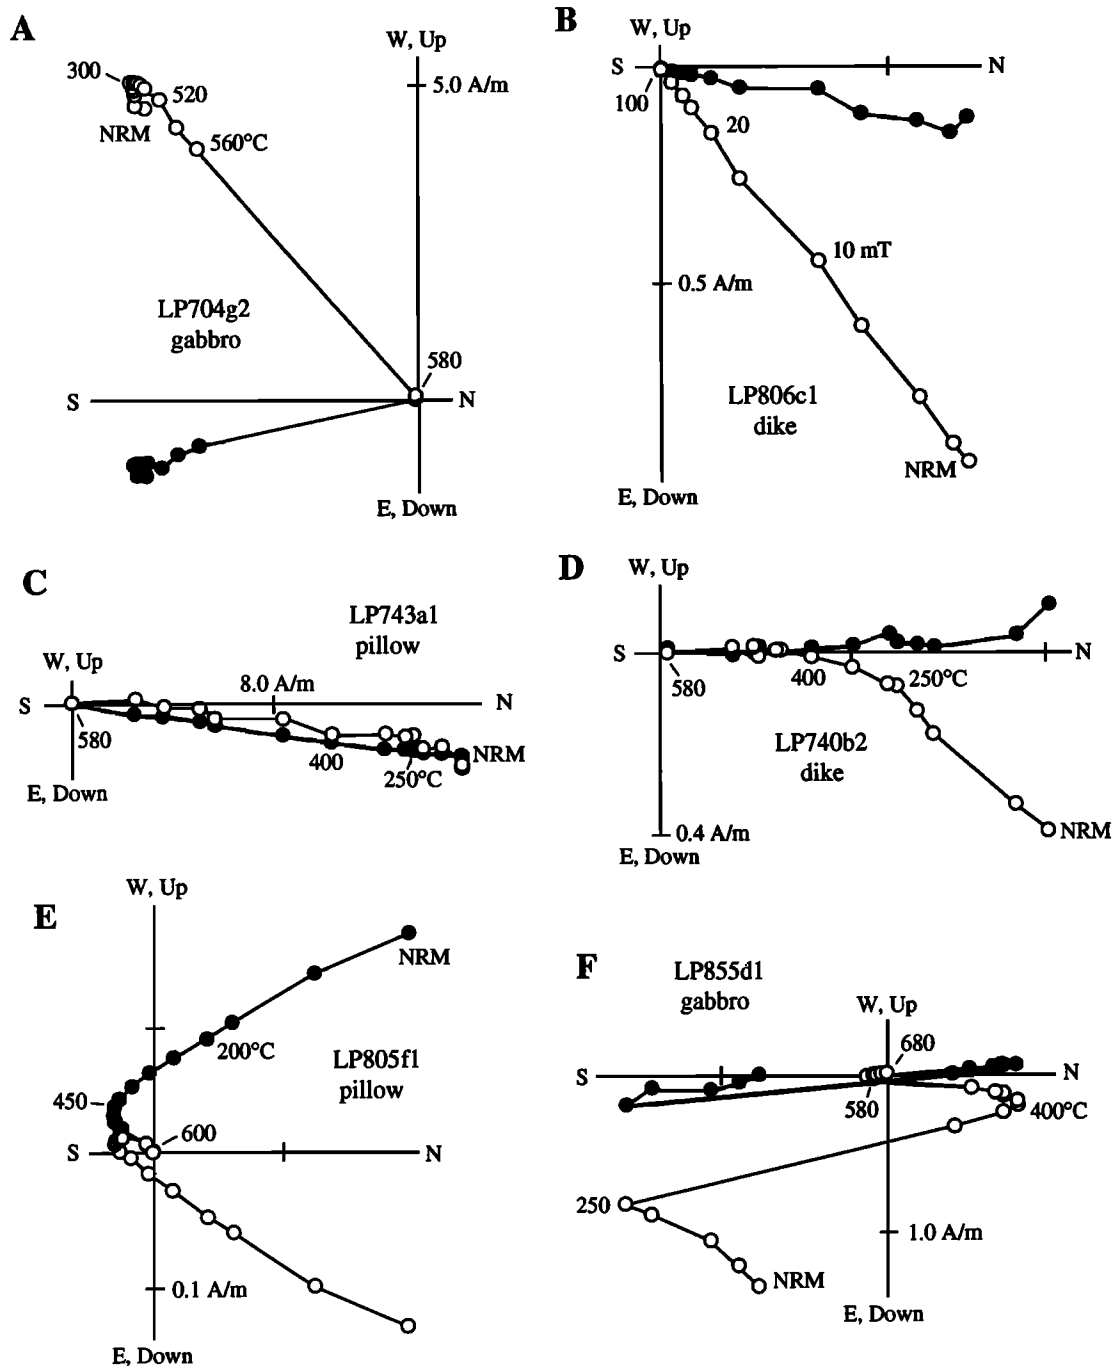 A
W, Up
300
5.0 A/m
520
NRM
560°C
LP704g2
gabbro
580
S
N
E, Down
B
W, Up
S
N
100
20
10 mT
0.5 A/m
LP806c1
dike
NRM
E, Down
C
LP743a1
pillow
W, Up
8.0 A/m
S
N
580
NRM
400
250°C
E, Down
D
W, Up
S
N
580
400
250°C
LP740b2
dike
0.4 A/m
NRM
E, Down
E
W, Up
NRM
200°C
LP805f1
pillow
450
600
S
N
0.1 A/m
E, Down
F
LP855d1
gabbro
W, Up
680
S
N
580
400°C
250
1.0 A/m
NRM
E, Down